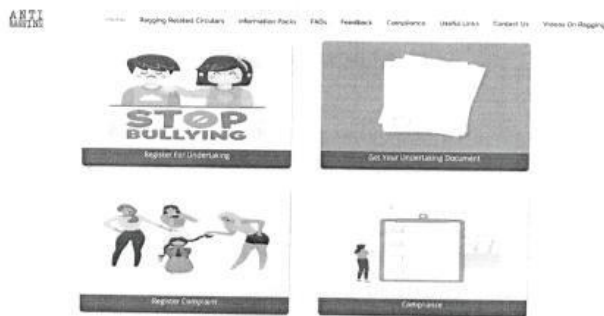 ANTI
RAGGING
Home Ragging Related Circulars Information Packs FAQs Feedback Compliance Useful Links Contact Us Videos On Ragging
STOP
BULLYING
Register For Undertaking
Get Your Undertaking Document
Register Complaint
Compliance